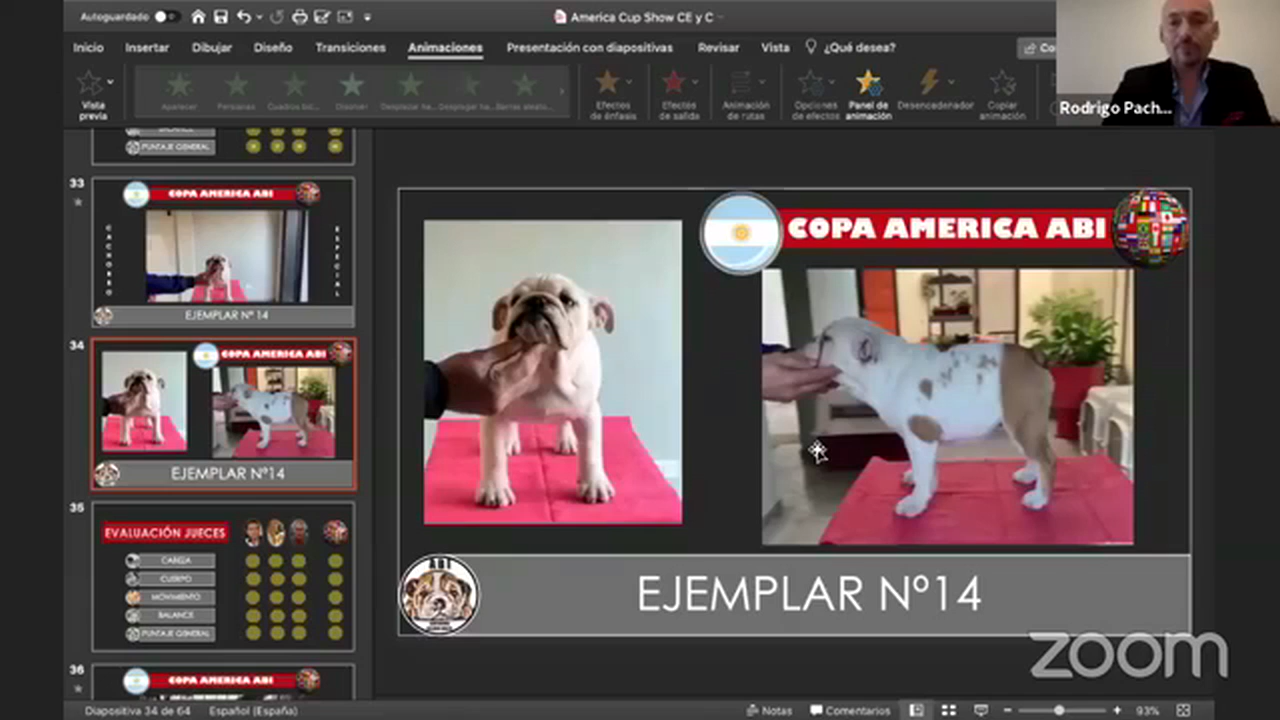 Autoguardado
America Cup Show CE y C
Inicio Insertar Dibujar Diseño Transiciones Animaciones Presentación con diapositivas Revisar Vista ¿Qué desea? Co
Vista previa
Aparecer
Efectos de énfasis
Efectos de salida
Animación de rutas
Opciones de efectos
Panel de animación
Desencadenador
Copiar animación
Rodrigo Pach...
PUNTAJE GENERAL
33
COPA AMERICA ABI
CACHORRO
ESPECIAL
EJEMPLAR Nº 14
34
COPA AMERICA ABI
EJEMPLAR Nº14
35
EVALUACIÓN JUECES
CABEZA
CUERPO
MOVIMIENTO
BALANCE
PUNTAJE GENERAL
36
COPA AMERICA ABI
COPA AMERICA ABI
ABI
EJEMPLAR Nº14
zoom
Diapositiva 34 de 64 Español (España) Notas Comentarios 93%